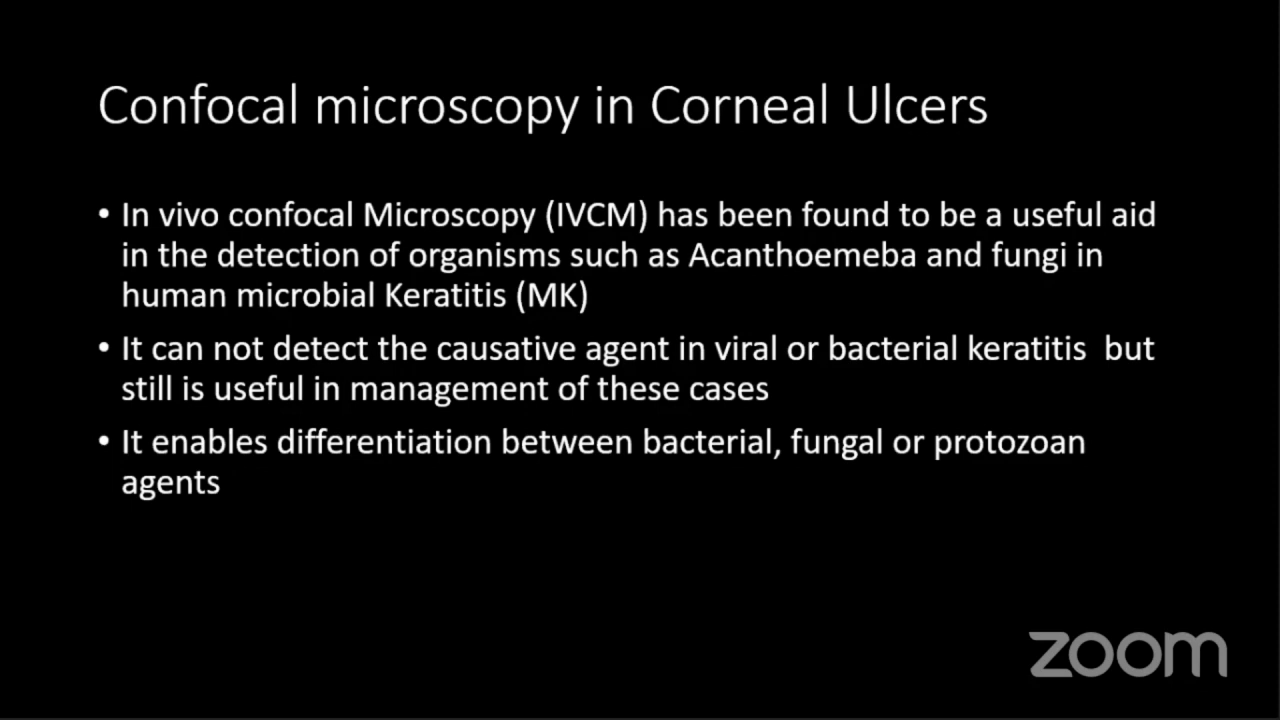 Confocal microscopy in Corneal Ulcers
• In vivo confocal Microscopy (IVCM) has been found to be a useful aid
in the detection of organisms such as Acanthoemeba and fungi in
human microbial Keratitis (MK)
• It can not detect the causative agent in viral or bacterial keratitis  but
still is useful in management of these cases
• It enables differentiation between bacterial, fungal or protozoan
agents
zoom